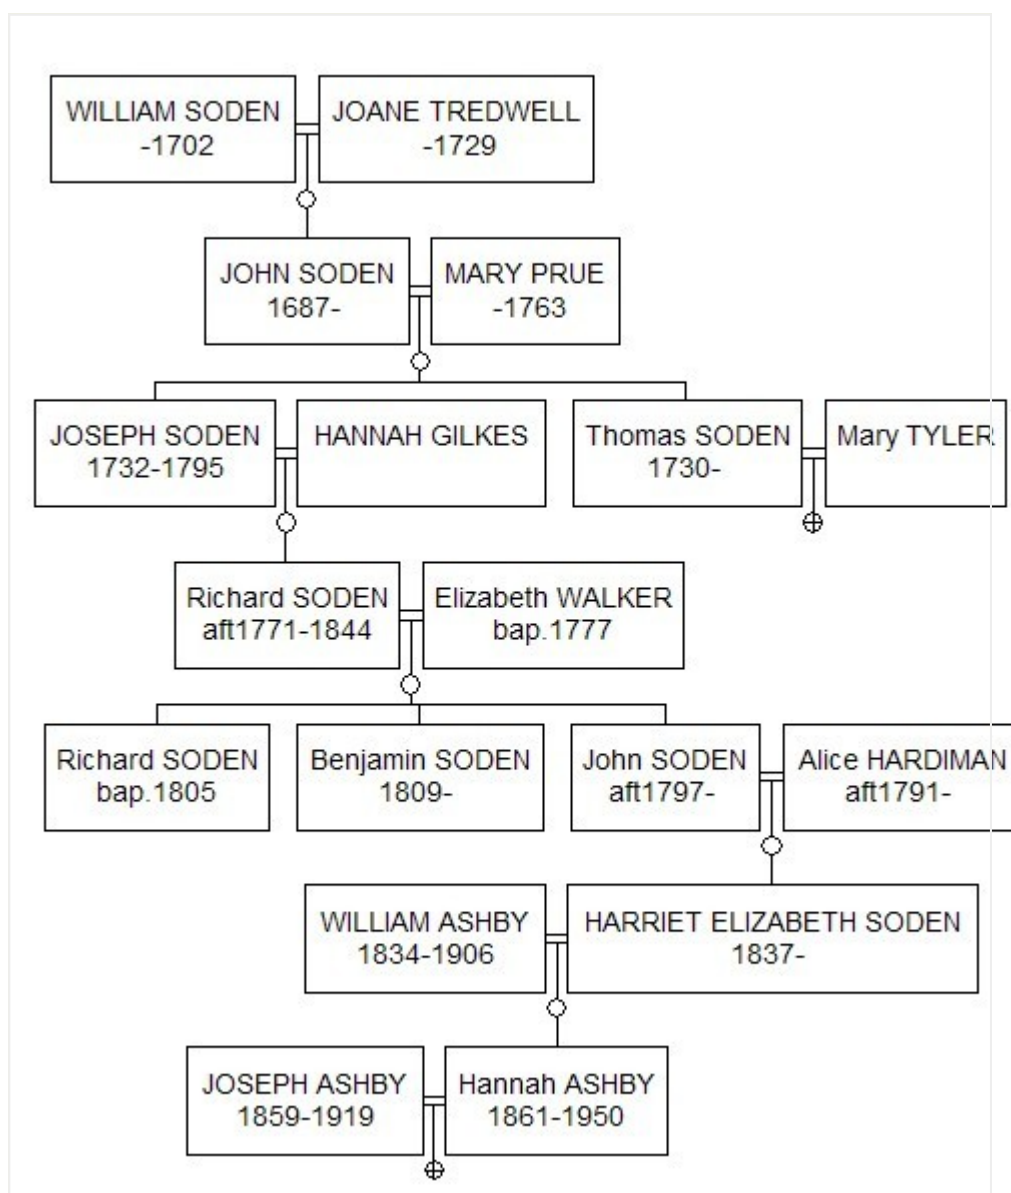 WILLIAM SODEN
-1702
JOANE TREDWELL
-1729
JOHN SODEN
1687-
MARY PRUE
-1763
JOSEPH SODEN
1732-1795
HANNAH GILKES
Thomas SODEN
1730-
Mary TYLER
Richard SODEN
aft1771-1844
Elizabeth WALKER
bap.1777
Richard SODEN
bap.1805
Benjamin SODEN
1809-
John SODEN
aft1797-
Alice HARDIMAN
aft1791-
WILLIAM ASHBY
1834-1906
HARRIET ELIZABETH SODEN
1837-
JOSEPH ASHBY
1859-1919
Hannah ASHBY
1861-1950